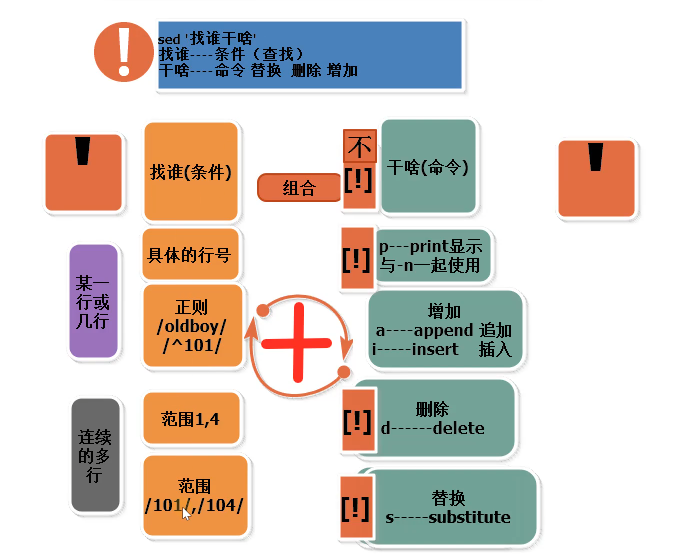 sed '找谁干啥'
找谁----条件（查找）
干啥----命令 替换 删除 增加
'
找谁(条件)
组合
不
[!]
干啥(命令)
'
某一
行或
几行
具体的行号
[!]
p---print显示
与-n一起使用
正则
/oldboy/
/^101/
增加
a----append 追加
i-----insert 插入
连续
的多
行
范围1,4
[!]
删除
d------delete
范围
/101/,/104/
[!]
替换
s-----substitute